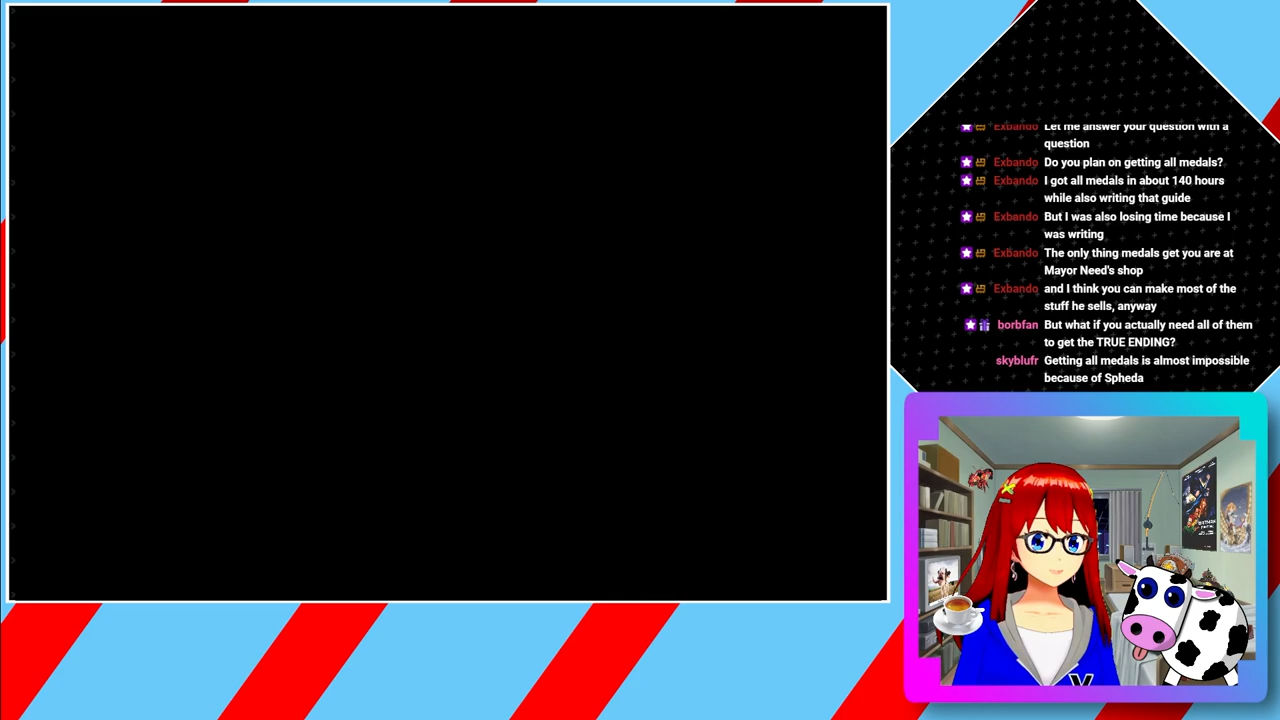 Exbando Let me answer your question with a
question
Exbando Do you plan on getting all medals?
Exbando I got all medals in about 140 hours
while also writing that guide
Exbando But I was also losing time because I
was writing
Exbando The only thing medals get you are at
Mayor Need's shop
Exbando and I think you can make most of the
stuff he sells, anyway
borbfan But what if you actually need all of them
to get the TRUE ENDING?
skyblufr Getting all medals is almost impossible
because of Spheda